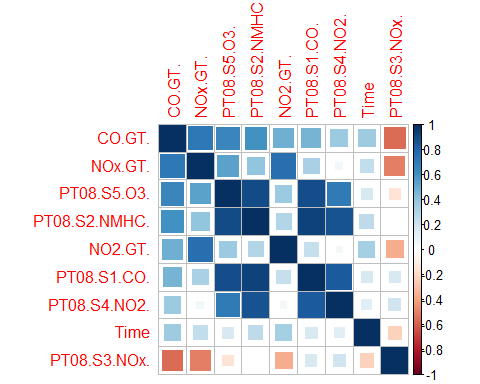 CO.GT.
NOx.GT.
PT08.S5.O3.
PT08.S2.NMHC.
NO2.GT.
PT08.S1.CO.
PT08.S4.NO2.
Time
PT08.S3.NOx.
CO.GT.
NOx.GT.
PT08.S5.O3.
PT08.S2.NMHC.
NO2.GT.
PT08.S1.CO.
PT08.S4.NO2.
Time
PT08.S3.NOx.
1
0.8
0.6
0.4
0.2
0
-0.2
-0.4
-0.6
-0.8
-1